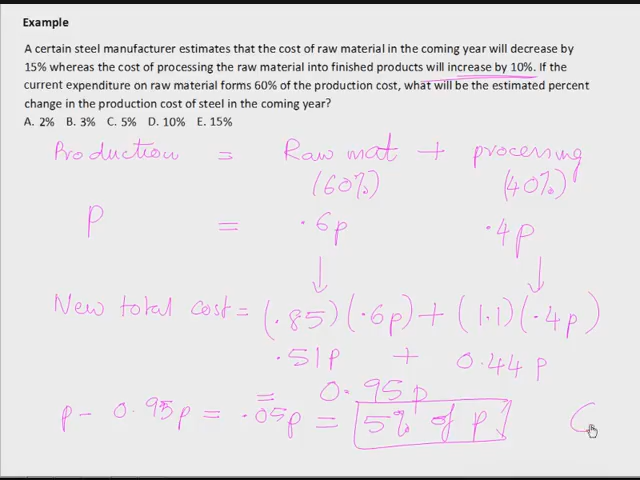 Example
A certain steel manufacturer estimates that the cost of raw material in the coming year will decrease by
15% whereas the cost of processing the raw material into finished products will increase by 10%. If the
current expenditure on raw material forms 60% of the production cost, what will be the estimated percent
change in the production cost of steel in the coming year?
A. 2% B. 3% C. 5% D. 10% E. 15%
Production = Raw mat + processing
(60%) (40%)
P = .6p .4p
New total cost = (.85)(.6p) + (1.1)(.4p)
.51p + 0.44p
= 0.95p
p - 0.95p = .05p = 5% of p C